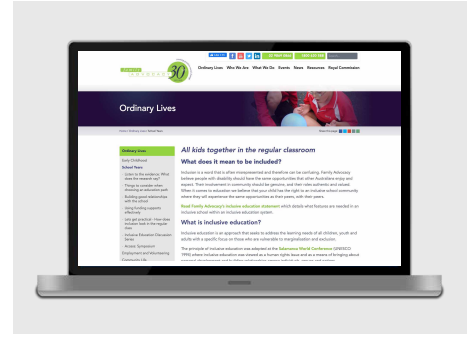 30
Ordinary Lives Who We Are What We Do Events News Resources Royal Commission
Ordinary Lives
Ordinary Lives
Early Childhood
School Years
Listen to the evidence: What does the research say?
Things to consider when choosing an education path
Building good relationships with the school
Using funding supports effectively
Let's get practical - How does inclusion look in the regular class
Inclusive Education Discussion Series
Access Symposium
Employment and Volunteering
All kids together in the regular classroom
What does it mean to be included?
Inclusion is a word that is often misrepresented and therefore can be confusing. Family Advocacy
believe people with disability should have the same opportunities that other Australians enjoy and
expect. Their involvement in community should be genuine, and their roles authentic and valued.
When it comes to education we believe that your child has the right to an inclusive school community
where they will experience the same opportunities as their peers, with their peers.
Read Family Advocacy's inclusive education statement which details what features are needed in an
inclusive school within an inclusive education system.
What is inclusive education?
Inclusive education is an approach that seeks to address the learning needs of all children, youth and
adults with a specific focus on those who are vulnerable to marginalisation and exclusion.
The principle of inclusive education was adopted at the Salamanca World Conference (UNESCO
1994) where inclusive education was viewed as a human rights issue and as a means of bringing about